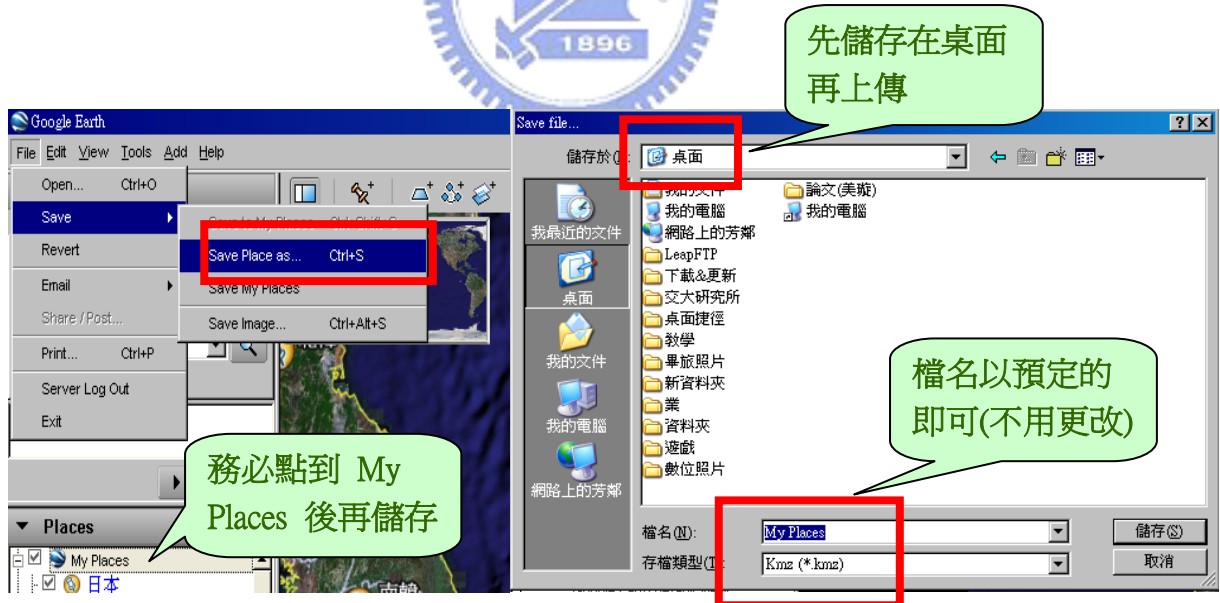 1896
先儲存在桌面
再上傳
Google Earth
File Edit View Tools Add Help
Open... Ctrl+O
Save
Revert
Email
Share / Post...
Print... Ctrl+P
Server Log Out
Exit
Save to My Places Ctrl+Shift+S
Save Place as... Ctrl+S
Save My Places
Save Image... Ctrl+Alt+S
務必點到 My
Places 後再儲存
Places
My Places
日本
南韓
Save file...
儲存於(I):
桌面
我最近的文件
桌面
我的文件
我的電腦
網路上的芳鄰
我的文件
我的電腦
網路上的芳鄰
LeapFTP
下載&更新
交大研究所
桌面捷徑
教學
畢旅照片
新資料夾
業
資料夾
遊戲
數位照片
論文(美璇)
我的電腦
檔名以預定的
即可(不用更改)
檔名(N): My Places 儲存(S)
存檔類型(T): Kmz (*.kmz) 取消